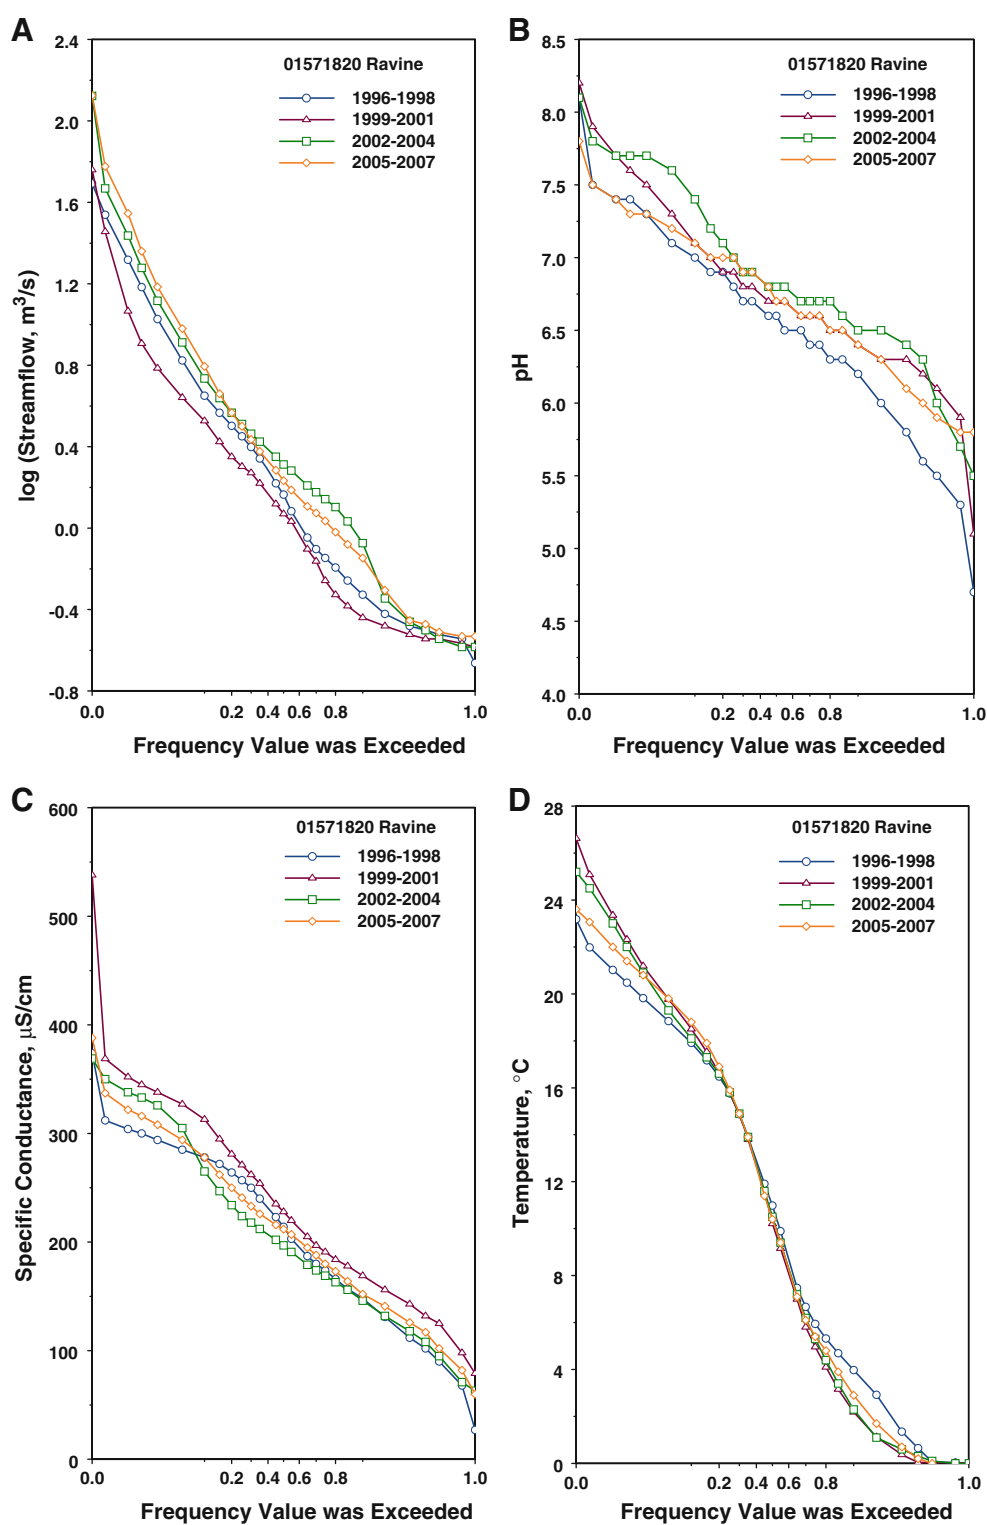 A
2.4
2.0
1.6
1.2
0.8
0.4
0.0
-0.4
-0.8
log (Streamflow, m3/s)
01571820 Ravine
1996-1998
1999-2001
2002-2004
2005-2007
0.0 0.2 0.4 0.6 0.8 1.0
Frequency Value was Exceeded
B
8.5
8.0
7.5
7.0
6.5
6.0
5.5
5.0
4.5
4.0
pH
01571820 Ravine
1996-1998
1999-2001
2002-2004
2005-2007
0.0 0.2 0.4 0.6 0.8 1.0
Frequency Value was Exceeded
C
600
500
400
300
200
100
0
Specific Conductance, µS/cm
01571820 Ravine
1996-1998
1999-2001
2002-2004
2005-2007
0.0 0.2 0.4 0.6 0.8 1.0
Frequency Value was Exceeded
D
28
24
20
16
12
8
4
0
Temperature, °C
01571820 Ravine
1996-1998
1999-2001
2002-2004
2005-2007
0.0 0.2 0.4 0.6 0.8 1.0
Frequency Value was Exceeded